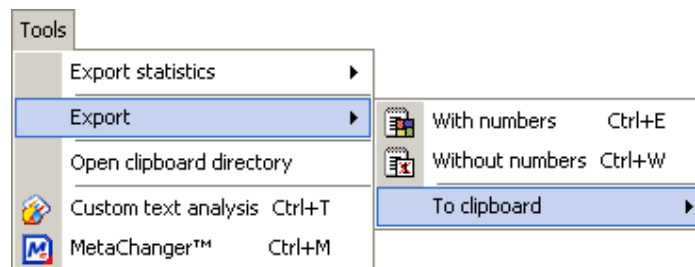 Tools
Export statistics
Export
Open clipboard directory
Custom text analysis Ctrl+T
MetaChanger™ Ctrl+M
With numbers Ctrl+E
Without numbers Ctrl+W
To clipboard